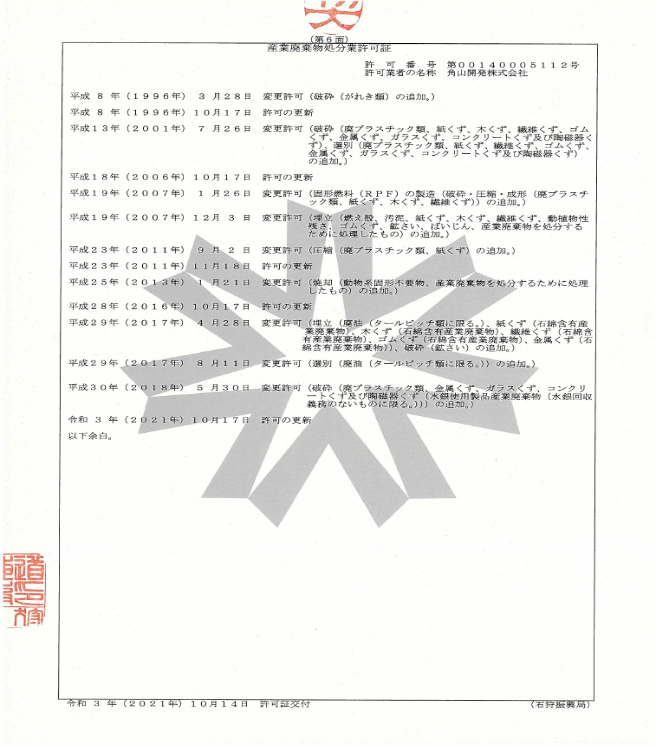 (第6面)
産業廃棄物処分業許可証
許可番号 第00140005112号
許可業者の名称 角山開発株式会社
平成 8年(1996年) 3月28日 変更許可(破砕(がれき類)の追加。)
平成 8年(1996年)10月17日 許可の更新
平成13年(2001年) 7月26日 変更許可(破砕(廃プラスチック類、紙くず、木くず、繊維くず、ゴム
くず、金属くず、ガラスくず、コンクリートくず及び陶磁器く
ず)、選別(廃プラスチック類、紙くず、繊維くず、ゴムくず、
金属くず、ガラスくず、コンクリートくず及び陶磁器くず)
の追加。)
平成18年(2006年)10月17日 許可の更新
平成19年(2007年) 1月26日 変更許可(固形燃料(RPF)の製造(破砕・圧縮・成形(廃プラスチ
ック類、紙くず、木くず、繊維くず))の追加。)
平成19年(2007年)12月 3日 変更許可(埋立(燃え殻、汚泥、紙くず、木くず、繊維くず、動植物性
残さ、ゴムくず、鉱さい、ばいじん、産業廃棄物を処分する
ために処理したもの)の追加。)
平成23年(2011年) 9月 2日 変更許可(圧縮(廃プラスチック類、紙くず)の追加。)
平成23年(2011年)11月18日 許可の更新
平成25年(2013年) 1月21日 変更許可(焼却(動物系固形不要物、産業廃棄物を処分するために処理
したもの)の追加。)
平成28年(2016年)10月17日 許可の更新
平成29年(2017年) 4月28日 変更許可(埋立(廃油(タールピッチ類に限る。)、紙くず(石綿含有産
業廃棄物)、木くず(石綿含有産業廃棄物)、繊維くず(石綿含
有産業廃棄物)、ゴムくず(石綿含有産業廃棄物)、金属くず(
石綿含有産業廃棄物))、破砕(鉱さい)の追加。)
平成29年(2017年) 8月11日 変更許可(選別(廃油(タールピッチ類に限る。))の追加。)
平成30年(2018年) 5月30日 変更許可(破砕(廃プラスチック類、金属くず、ガラスくず、コンクリ
ートくず及び陶磁器くず(水銀使用製品産業廃棄物(水銀回収
義務のないものに限る。)))の追加。)
令和 3年(2021年)10月17日 許可の更新
以下余白。
令和 3年(2021年)10月14日 許可証交付
(石狩振興局)